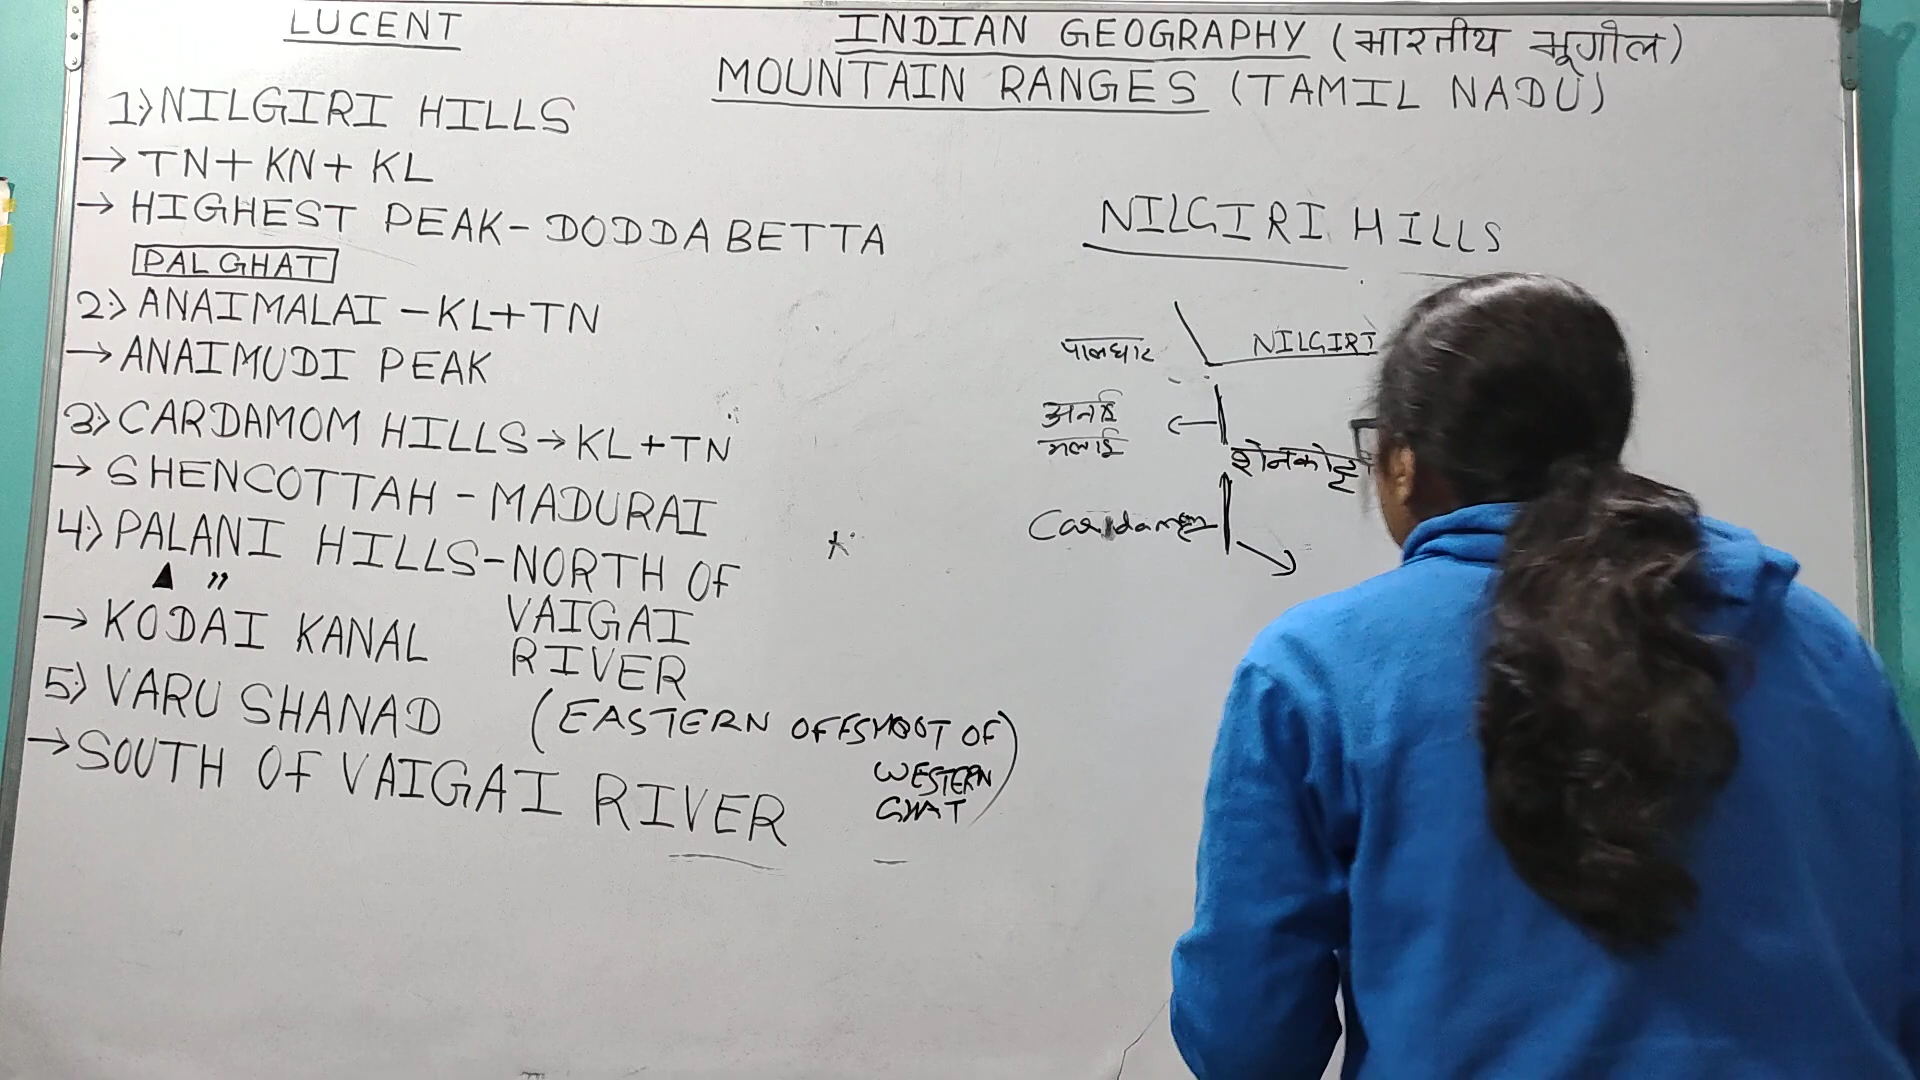 LUCENT
INDIAN GEOGRAPHY (भारतीय भूगोल)
MOUNTAIN RANGES (TAMIL NADU)
1) NILGIRI HILLS
→ TN + KN + KL
→ HIGHEST PEAK - DODDA BETTA
PALGHAT
2) ANAIMALAI - KL + TN
→ ANAIMUDI PEAK
3) CARDAMOM HILLS → KL + TN
→ SHENCOTTAH - MADURAI
4) PALANI HILLS - NORTH OF
VAIGAI
RIVER
▲ "
→ KODAI KANAL
5) VARU SHANAD (EASTERN OFFSHOOT OF
WESTERN
GHAT)
→ SOUTH OF VAIGAI RIVER
NILGIRI HILLS
पालघाट
NILGIRI
मलाई
शेनकोट्टा